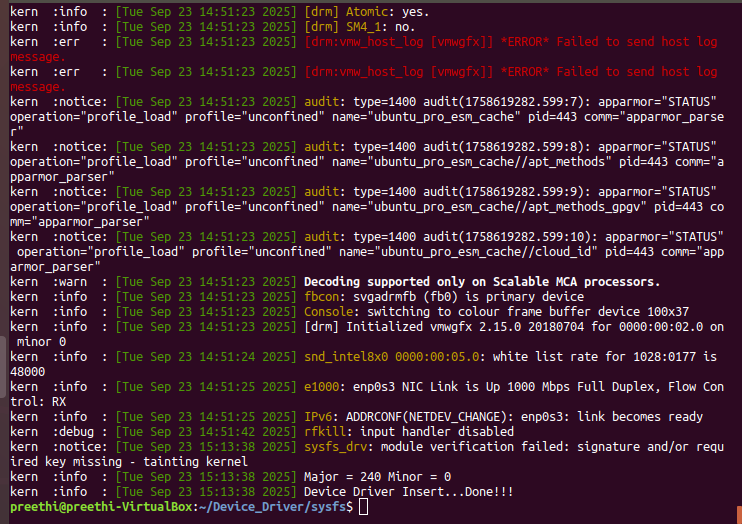 kern  :info  : [Tue Sep 23 14:51:23 2025] [drm] Atomic: yes.
kern  :info  : [Tue Sep 23 14:51:23 2025] [drm] SM4_1: no.
kern  :err   : [Tue Sep 23 14:51:23 2025] [drm:vmw_host_log [vmwgfx]] *ERROR* Failed to send host log
message.
kern  :err   : [Tue Sep 23 14:51:23 2025] [drm:vmw_host_log [vmwgfx]] *ERROR* Failed to send host log
message.
kern  :notice: [Tue Sep 23 14:51:23 2025] audit: type=1400 audit(1758619282.599:7): apparmor="STATUS"
operation="profile_load" profile="unconfined" name="ubuntu_pro_esm_cache" pid=443 comm="apparmor_parse
r"
kern  :notice: [Tue Sep 23 14:51:23 2025] audit: type=1400 audit(1758619282.599:8): apparmor="STATUS"
operation="profile_load" profile="unconfined" name="ubuntu_pro_esm_cache//apt_methods" pid=443 comm="a
pparmor_parser"
kern  :notice: [Tue Sep 23 14:51:23 2025] audit: type=1400 audit(1758619282.599:9): apparmor="STATUS"
operation="profile_load" profile="unconfined" name="ubuntu_pro_esm_cache//apt_methods_gpgv" pid=443 co
mm="apparmor_parser"
kern  :notice: [Tue Sep 23 14:51:23 2025] audit: type=1400 audit(1758619282.599:10): apparmor="STATUS"
 operation="profile_load" profile="unconfined" name="ubuntu_pro_esm_cache//cloud_id" pid=443 comm="app
armor_parser"
kern  :warn  : [Tue Sep 23 14:51:23 2025] Decoding supported only on Scalable MCA processors.
kern  :info  : [Tue Sep 23 14:51:23 2025] fbcon: svgadrmfb (fb0) is primary device
kern  :info  : [Tue Sep 23 14:51:23 2025] Console: switching to colour frame buffer device 100x37
kern  :info  : [Tue Sep 23 14:51:23 2025] [drm] Initialized vmwgfx 2.15.0 20180704 for 0000:00:02.0 on
 minor 0
kern  :info  : [Tue Sep 23 14:51:24 2025] snd_intel8x0 0000:00:05.0: white list rate for 1028:0177 is
48000
kern  :info  : [Tue Sep 23 14:51:25 2025] e1000: enp0s3 NIC Link is Up 1000 Mbps Full Duplex, Flow Con
trol: RX
kern  :info  : [Tue Sep 23 14:51:25 2025] IPv6: ADDRCONF(NETDEV_CHANGE): enp0s3: link becomes ready
kern  :debug : [Tue Sep 23 14:51:42 2025] rfkill: input handler disabled
kern  :notice: [Tue Sep 23 15:13:38 2025] sysfs_drv: module verification failed: signature and/or requ
ired key missing - tainting kernel
kern  :info  : [Tue Sep 23 15:13:38 2025] Major = 240 Minor = 0
kern  :info  : [Tue Sep 23 15:13:38 2025] Device Driver Insert...Done!!!
preethi@preethi-VirtualBox:~/Device_Driver/sysfs$